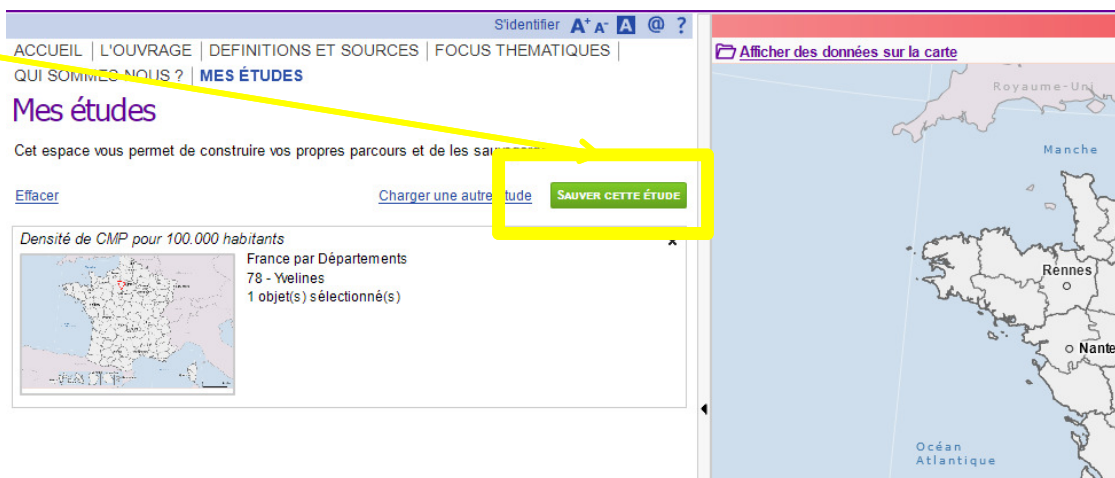 S'identifier A+ A- A @ ?
ACCUEIL | L'OUVRAGE | DEFINITIONS ET SOURCES | FOCUS THEMATIQUES |
QUI SOMMES-NOUS ? | MES ÉTUDES
Mes études
Cet espace vous permet de construire vos propres parcours et de les
Effacer
Charger une autre étude
SAUVER CETTE ÉTUDE
Densité de CMP pour 100.000 habitants
x
France par Départements
78 - Yvelines
1 objet(s) sélectionné(s)
Afficher des données sur la carte
Royaume-Uni
Manche
Rennes
Nante
Océan
Atlantique